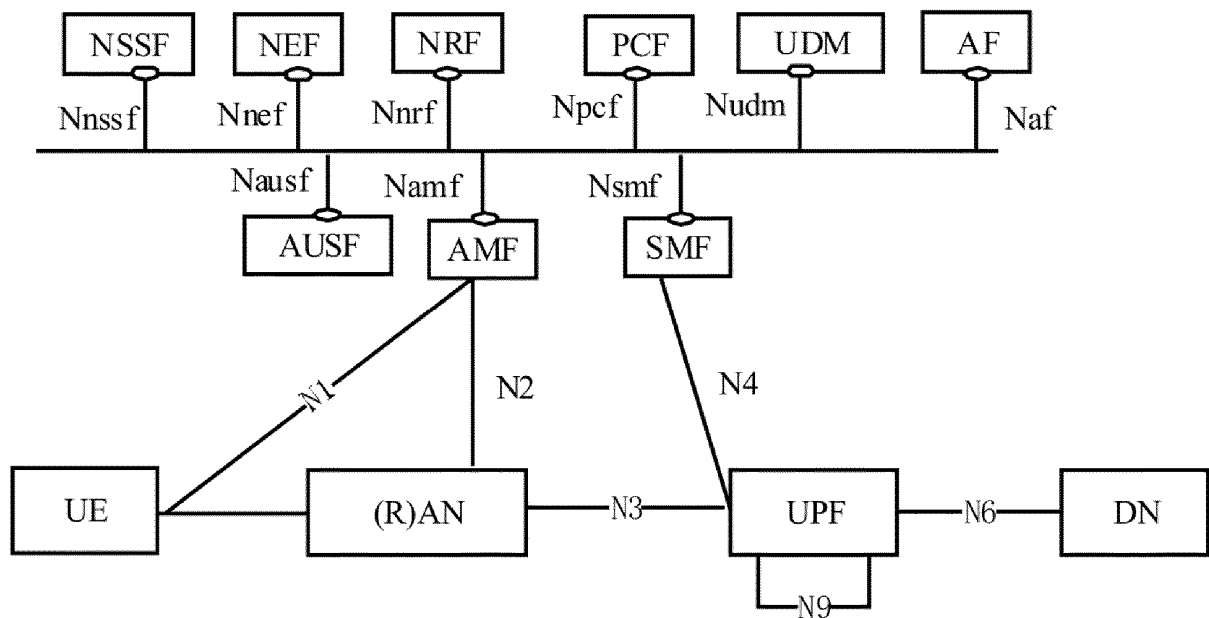 NSSF NEF NRF PCF UDM AF
Nnssf Nnef Nnrf Npcf Nudm Naf
Nausf Namf Nsmf
AUSF AMF SMF
N1 N2 N4
UE (R)AN N3 UPF N6 DN
N9